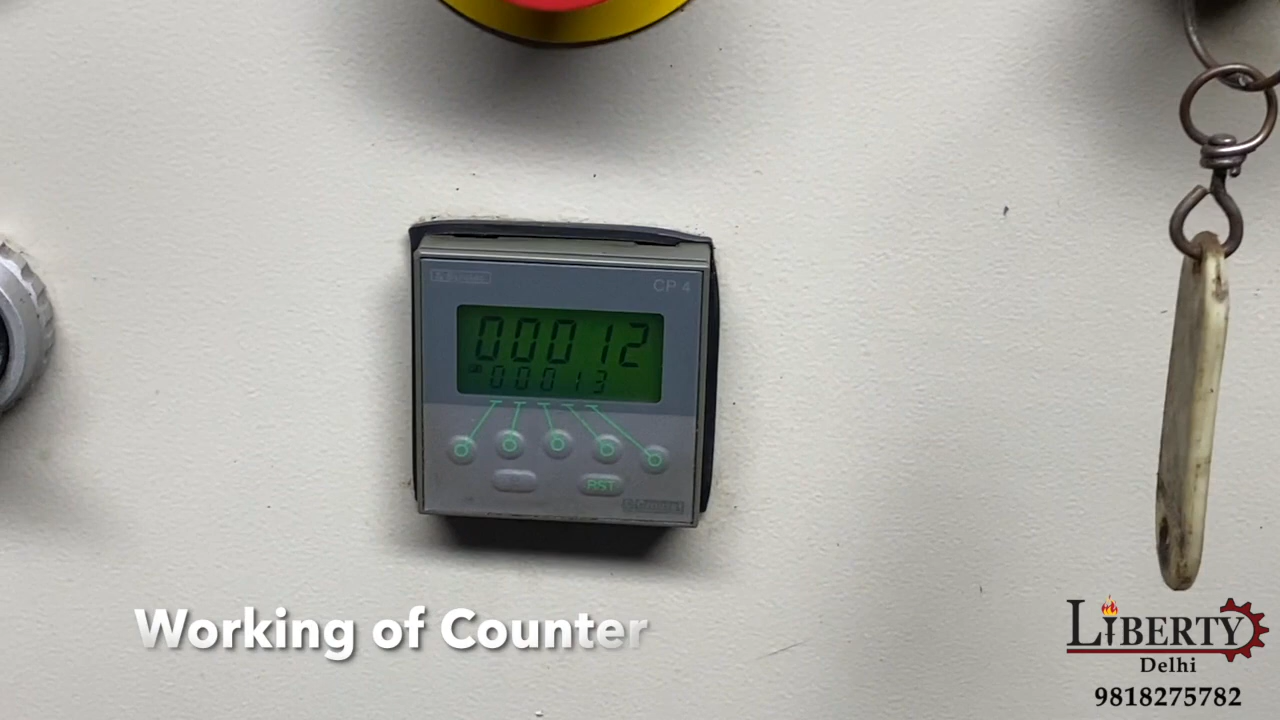 CP 4
00012
00013
RST
Working of Counter
LIBERTY
Delhi
9818275782